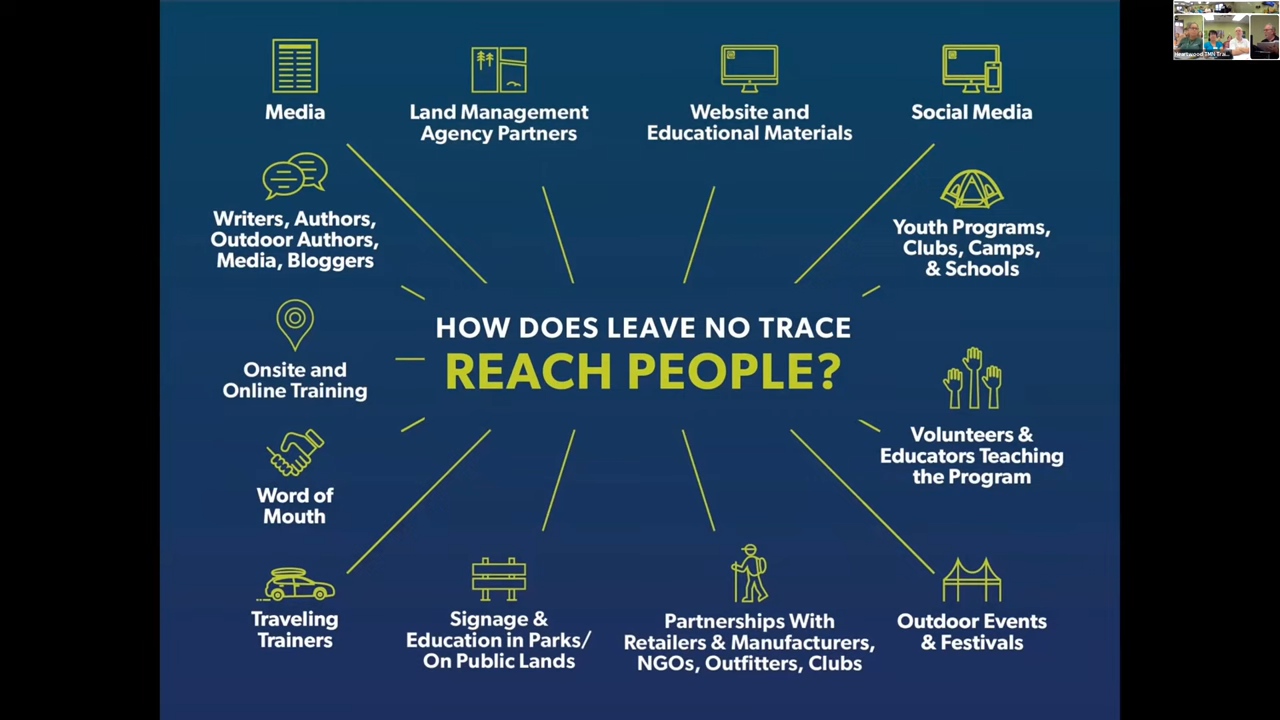 Media
Land Management
Agency Partners
Website and
Educational Materials
Social Media
Writers, Authors,
Outdoor Authors,
Media, Bloggers
Youth Programs,
Clubs, Camps,
& Schools
HOW DOES LEAVE NO TRACE
REACH PEOPLE?
Onsite and
Online Training
Volunteers &
Educators Teaching
the Program
Word of
Mouth
Traveling
Trainers
Signage &
Education in Parks/
On Public Lands
Partnerships With
Retailers & Manufacturers,
NGOs, Outfitters, Clubs
Outdoor Events
& Festivals
Heartwood TMN Trai...